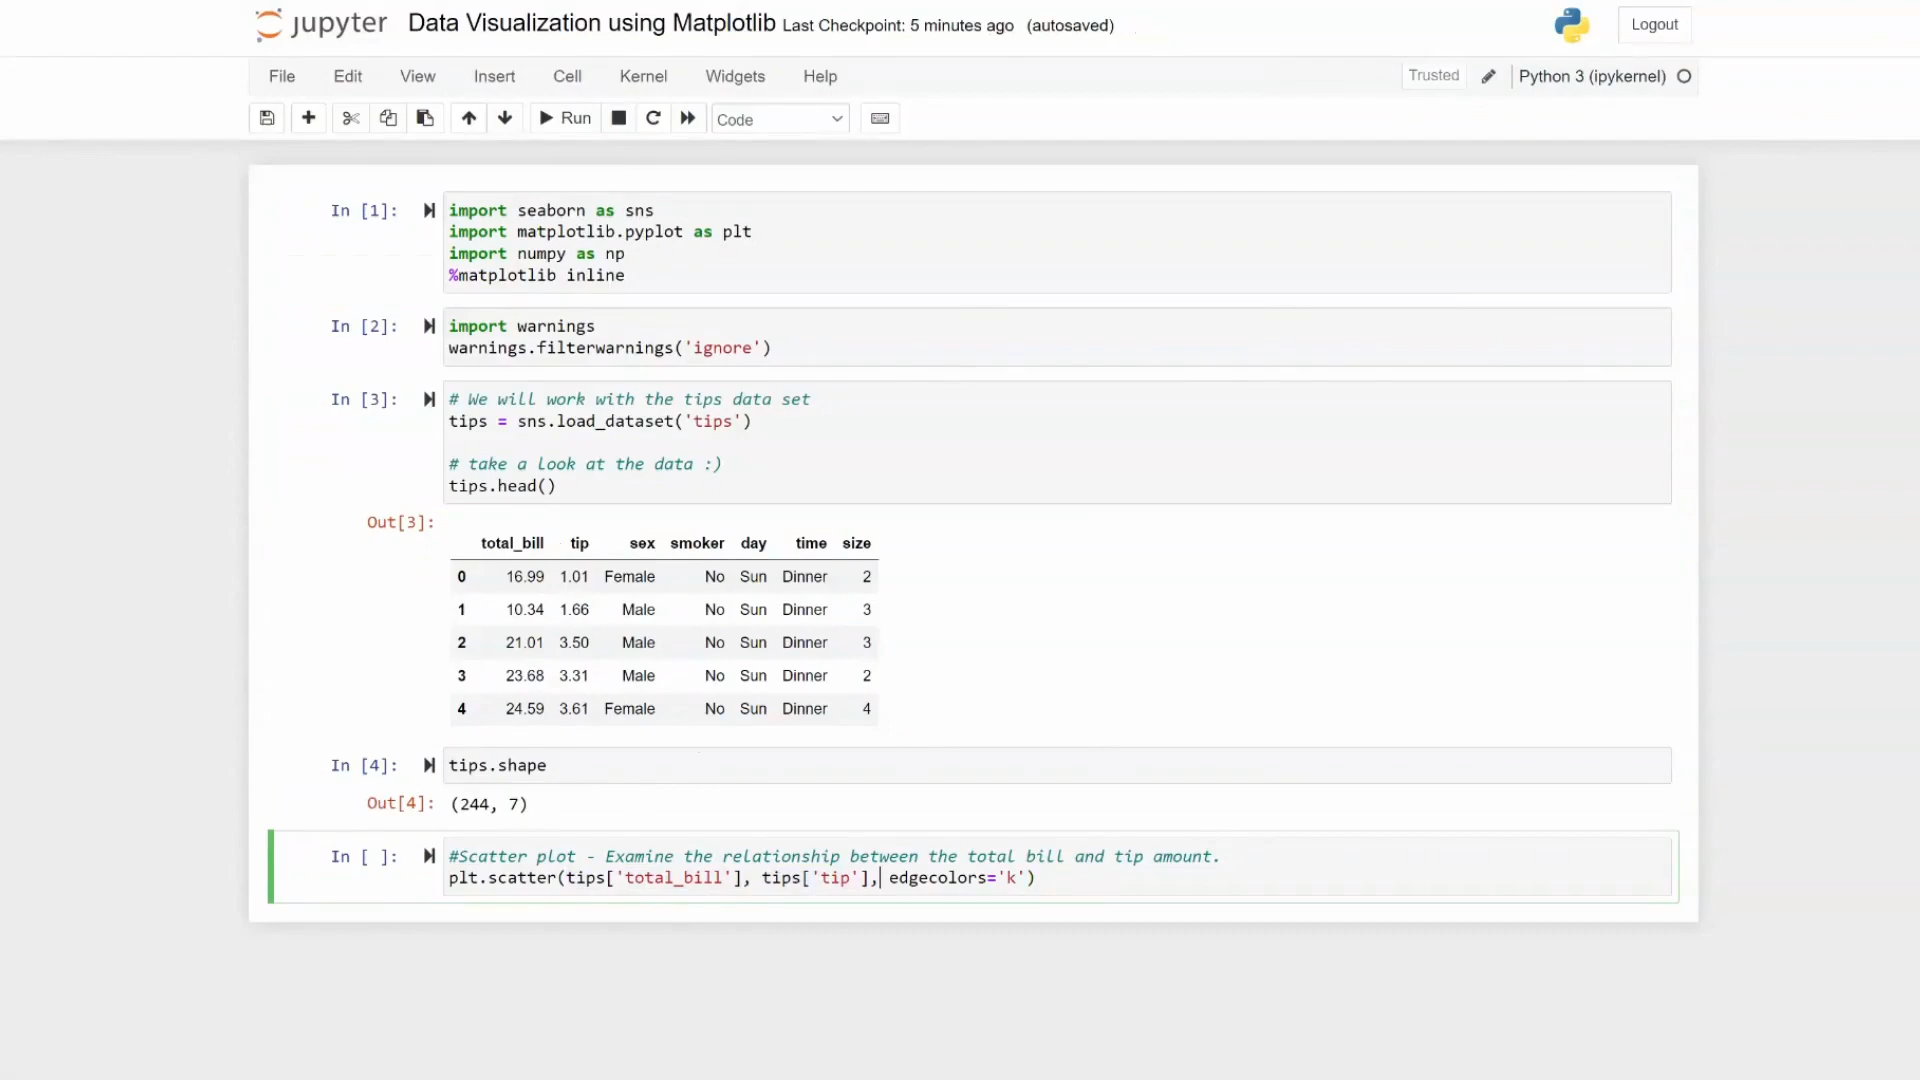 jupyter Data Visualization using Matplotlib Last Checkpoint: 5 minutes ago (autosaved) Logout
File Edit View Insert Cell Kernel Widgets Help Trusted Python 3 (ipykernel)
Run Code
In [1]: import seaborn as sns
import matplotlib.pyplot as plt
import numpy as np
%matplotlib inline
In [2]: import warnings
warnings.filterwarnings('ignore')
In [3]: # We will work with the tips data set
tips = sns.load_dataset('tips')
# take a look at the data :)
tips.head()
Out[3]:
total_bill tip sex smoker day time size
0 16.99 1.01 Female No Sun Dinner 2
1 10.34 1.66 Male No Sun Dinner 3
2 21.01 3.50 Male No Sun Dinner 3
3 23.68 3.31 Male No Sun Dinner 2
4 24.59 3.61 Female No Sun Dinner 4
In [4]: tips.shape
Out[4]: (244, 7)
In [ ]: #Scatter plot - Examine the relationship between the total bill and tip amount.
plt.scatter(tips['total_bill'], tips['tip'], edgecolors='k')